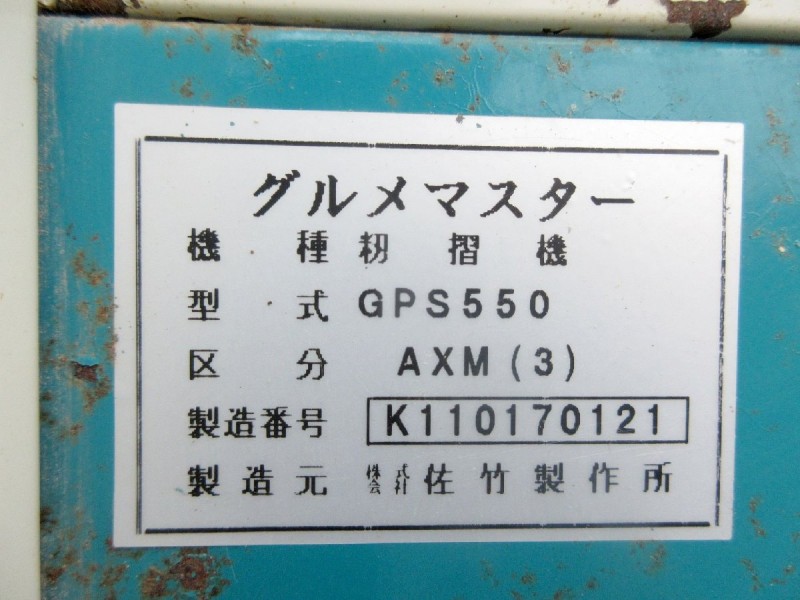 グルメマスター
機種 籾摺機
型式 GPS550
区分 AXM(3)
製造番号 K110170121
製造元 株式会社 佐竹製作所